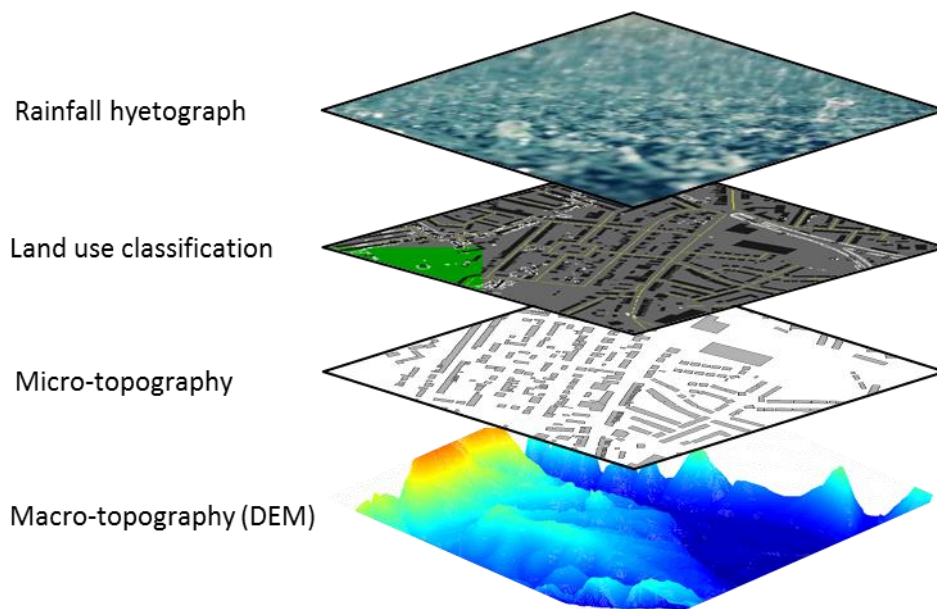 Rainfall hyetograph
Land use classification
Micro-topography
Macro-topography (DEM)